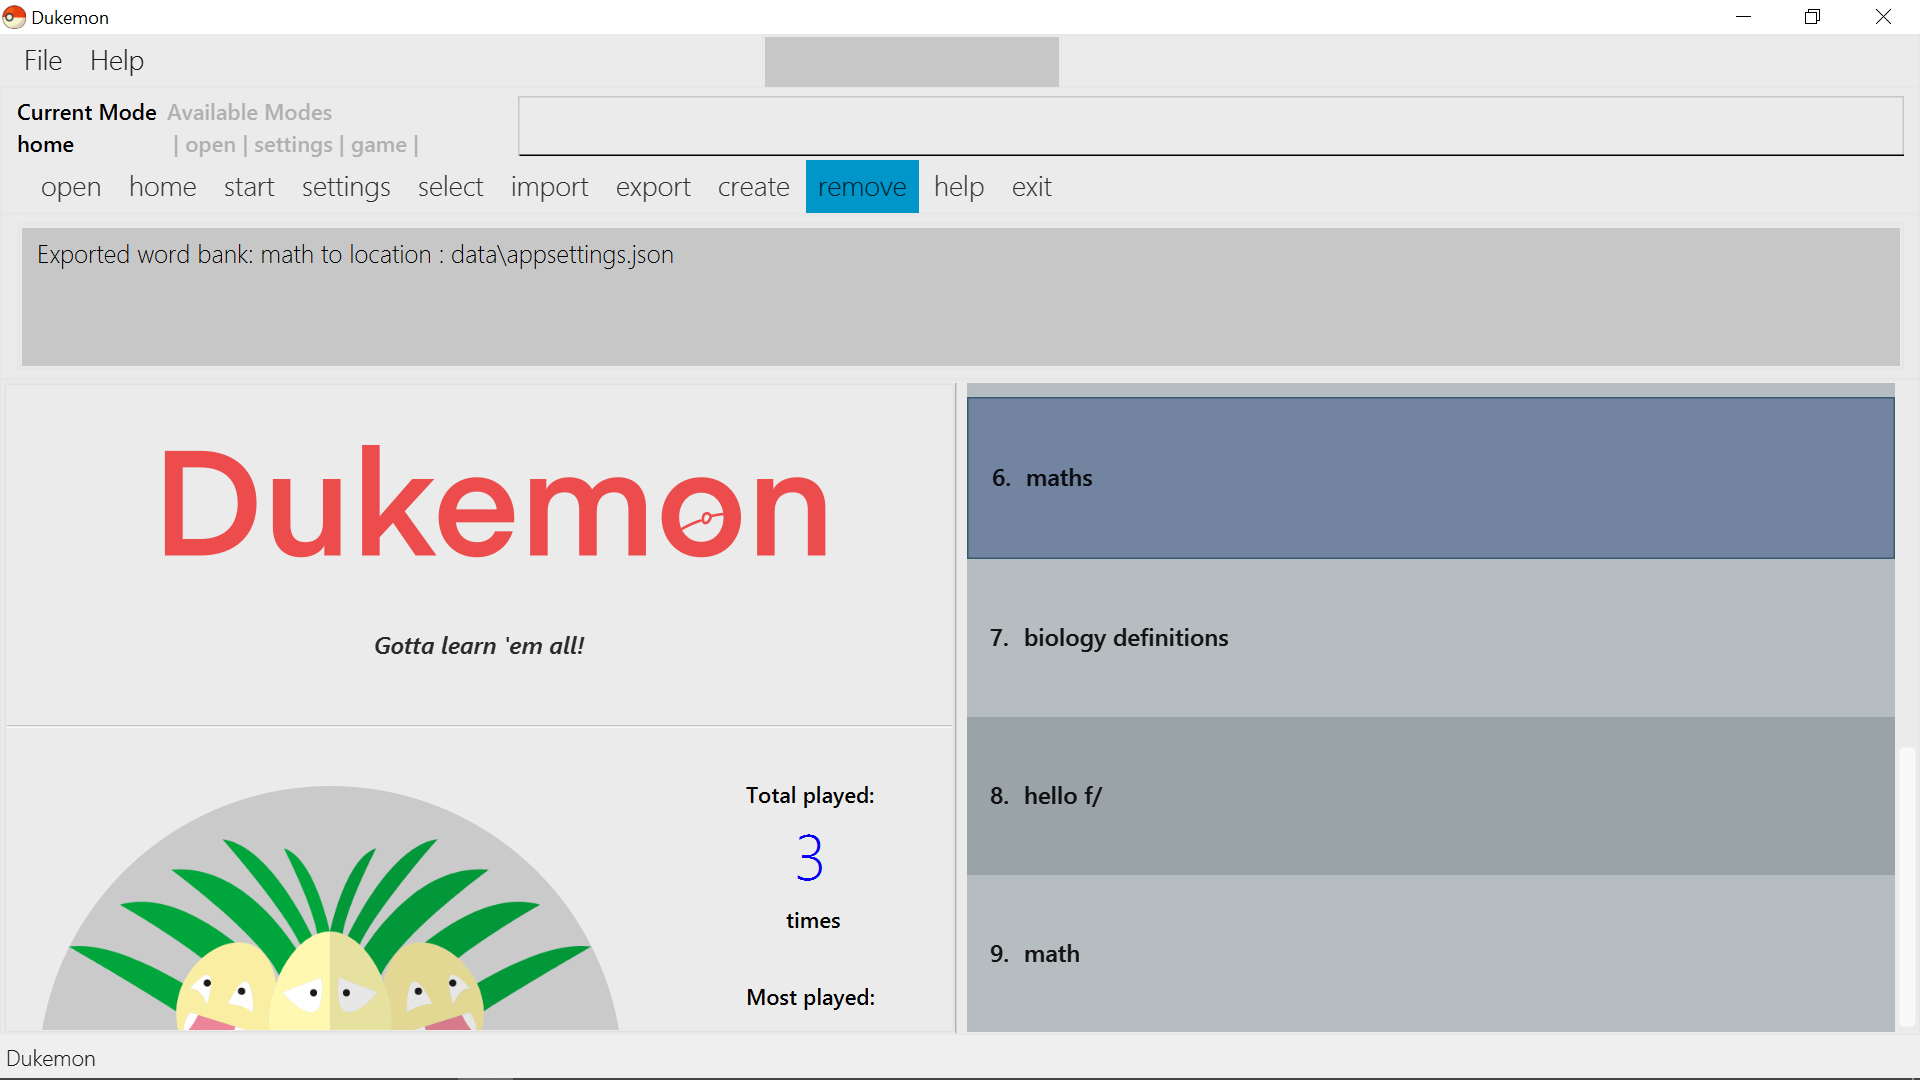 Dukemon
File Help
Current Mode Available Modes
home | open | settings | game |
open home start settings select import export create remove help exit
Exported word bank: math to location : data\appsettings.json
Dukemon
Gotta learn 'em all!
Total played:
3
times
Most played:
6. maths
7. biology definitions
8. hello f/
9. math
Dukemon